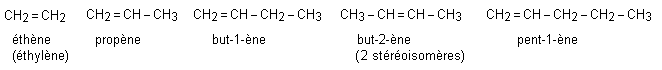 CH2=CH2 CH2=CH–CH3 CH2=CH–CH2–CH3 CH3–CH=CH–CH3 CH2=CH–CH2–CH2–CH3
éthène propène but-1-ène but-2-ène pent-1-ène
(éthylène) (2 stéréoisomères)